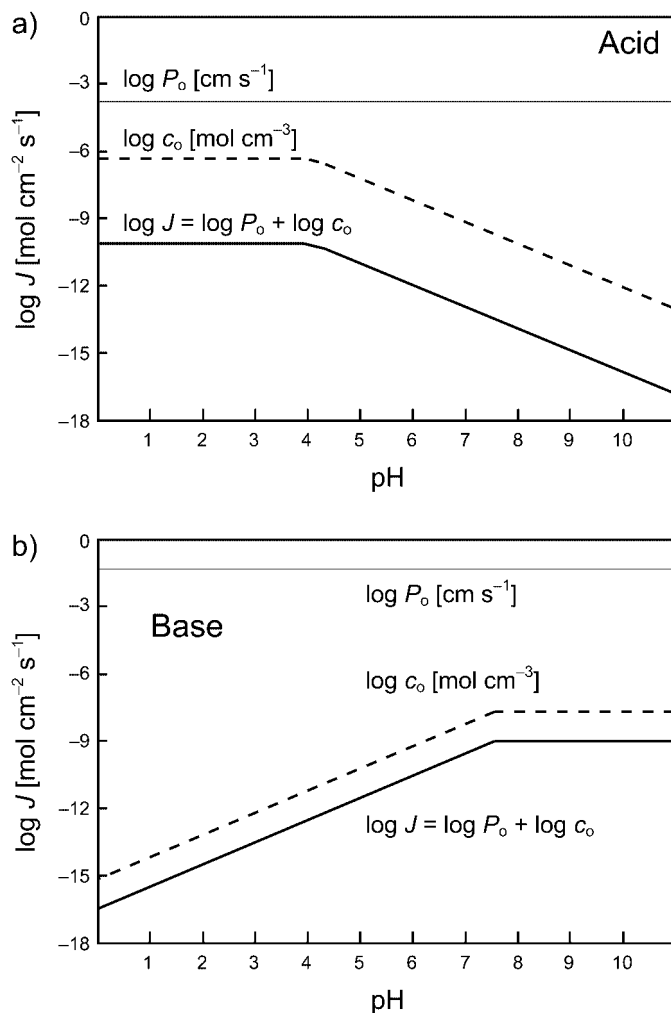 a)
Acid
log Pₒ [cm s⁻¹]
log cₒ [mol cm⁻³]
log J = log Pₒ + log cₒ
log J [mol cm⁻² s⁻¹]
0
–3
–6
–9
–12
–15
–18
1 2 3 4 5 6 7 8 9 10
pH
b)
Base
log Pₒ [cm s⁻¹]
log cₒ [mol cm⁻³]
log J = log Pₒ + log cₒ
log J [mol cm⁻² s⁻¹]
0
–3
–6
–9
–12
–15
–18
1 2 3 4 5 6 7 8 9 10
pH